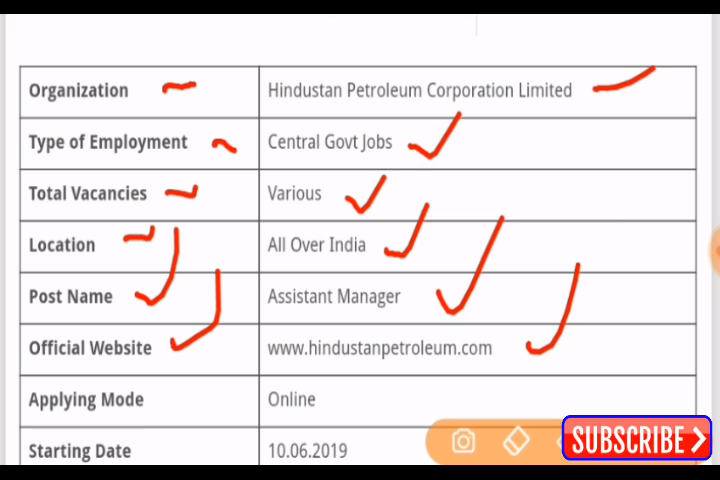 Organization Hindustan Petroleum Corporation Limited
Type of Employment Central Govt Jobs
Total Vacancies Various
Location All Over India
Post Name Assistant Manager
Official Website www.hindustanpetroleum.com
Applying Mode Online
Starting Date 10.06.2019
SUBSCRIBE